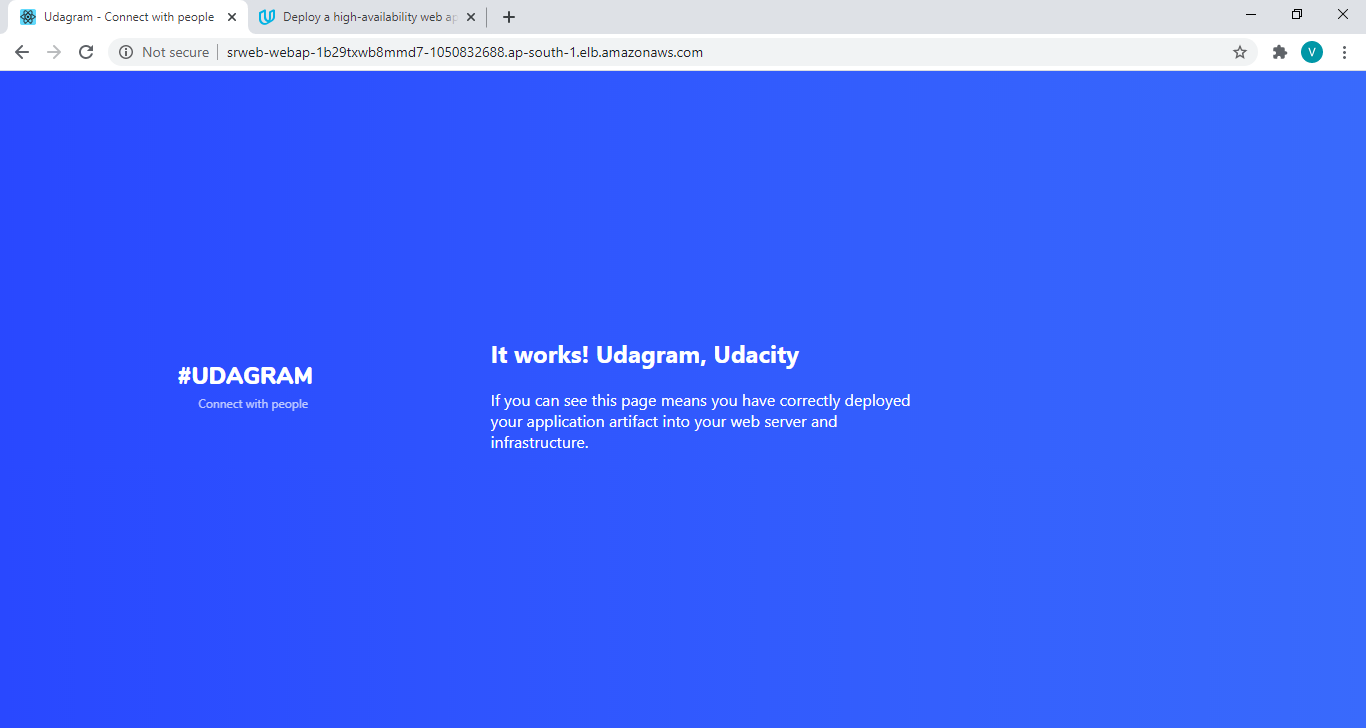 Udagram - Connect with people
Deploy a high-availability web ap
Not secure
srweb-webap-1b29txwb8mmd7-1050832688.ap-south-1.elb.amazonaws.com
V
#UDAGRAM
Connect with people
It works! Udagram, Udacity
If you can see this page means you have correctly deployed
your application artifact into your web server and
infrastructure.